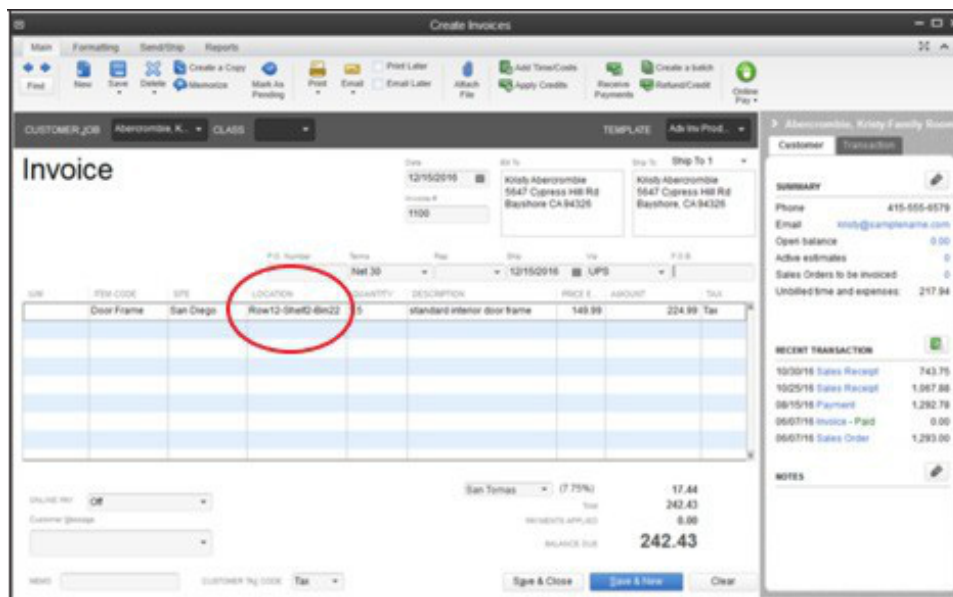 Create Invoices
Main Formatting Send/Ship Reports
Find New Save Delete Create a Copy Memorize Mark As Pending Print Email Print Later Email Later Attach File Add Time/Costs Apply Credits Receive Payments Create a batch Refund/Credit Online Pay
CUSTOMER:JOB Abercrombie, K... CLASS TEMPLATE Adv Inv Prod...
Abercrombie, Kristy:Family Room
Customer Transaction
Invoice
Date Bill To Ship To Ship To 1
12/15/2016
Kristy Abercrombie
5647 Cypress Hill Rd
Bayshore CA 94326
Kristy Abercrombie
5647 Cypress Hill Rd
Bayshore, CA 94326
Invoice #
1100
P.O. Number Terms Rep Ship Via F.O.B.
Net 30 12/15/2016 UPS
U/M ITEM CODE SITE LOCATION QUANTITY DESCRIPTION PRICE E... AMOUNT TAX
Door Frame San Diego Row12-Shelf2-Bin22 standard interior door frame 149.99 224.99 Tax
San Tomas (7.75%) 17.44
Total 242.43
ONLINE PAY Off
Customer Message
PAYMENTS APPLIED 0.00
BALANCE DUE 242.43
MEMO CUSTOMER TAX CODE Tax
Save & Close Save & New Clear
SUMMARY
Phone 415-555-6579
Email kristy@samplename.com
Open balance 0.00
Active estimates 0
Sales Orders to be invoiced 0
Unbilled time and expenses: 217.94
RECENT TRANSACTION
10/30/16 Sales Receipt 743.75
10/25/16 Sales Receipt 1,067.88
08/15/16 Payment 1,292.78
06/07/16 Invoice - Paid 0.00
06/07/16 Sales Order 1,293.00
NOTES